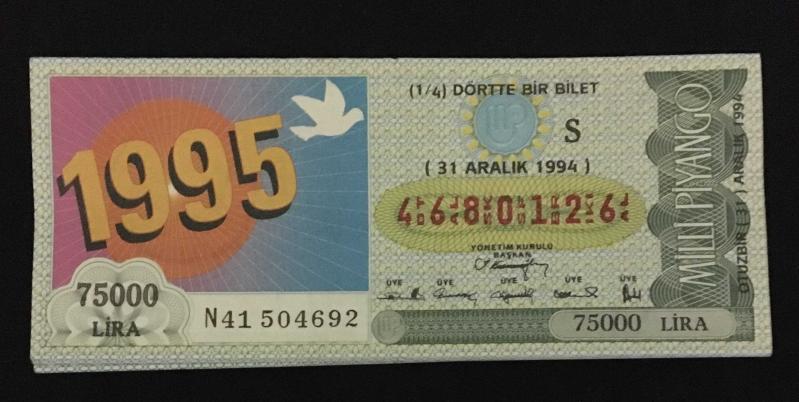 1995
75000
LİRA
N41 504692
(1/4) DÖRTTE BİR BİLET
S
( 31 ARALIK 1994 )
4680126
YÖNETİM KURULU
BAŞKAN
ÜYE ÜYE ÜYE ÜYE ÜYE
75000 LİRA
MİLLİ PİYANGO
OTUZBİR ( 31 ) ARALIK 1994